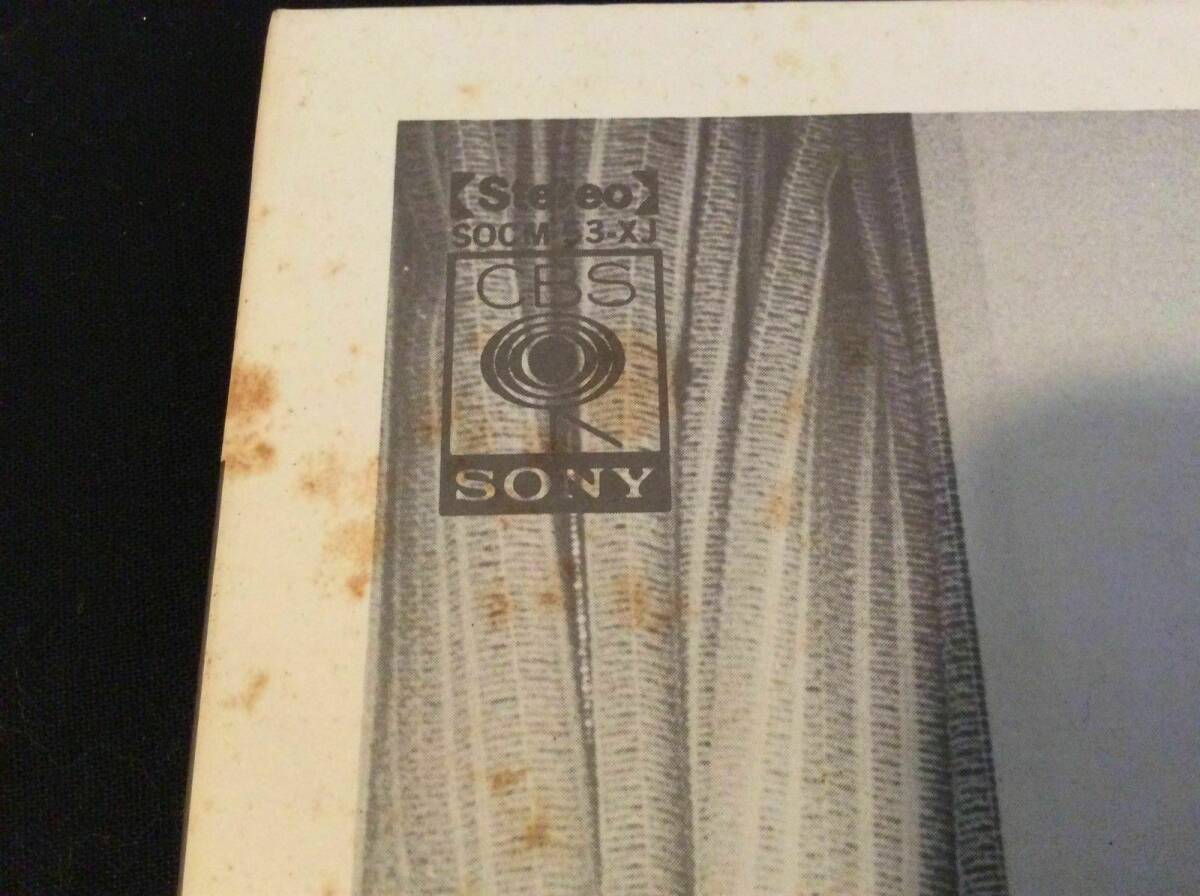 【Stereo】
SOCM 53-XJ
CBS
SONY